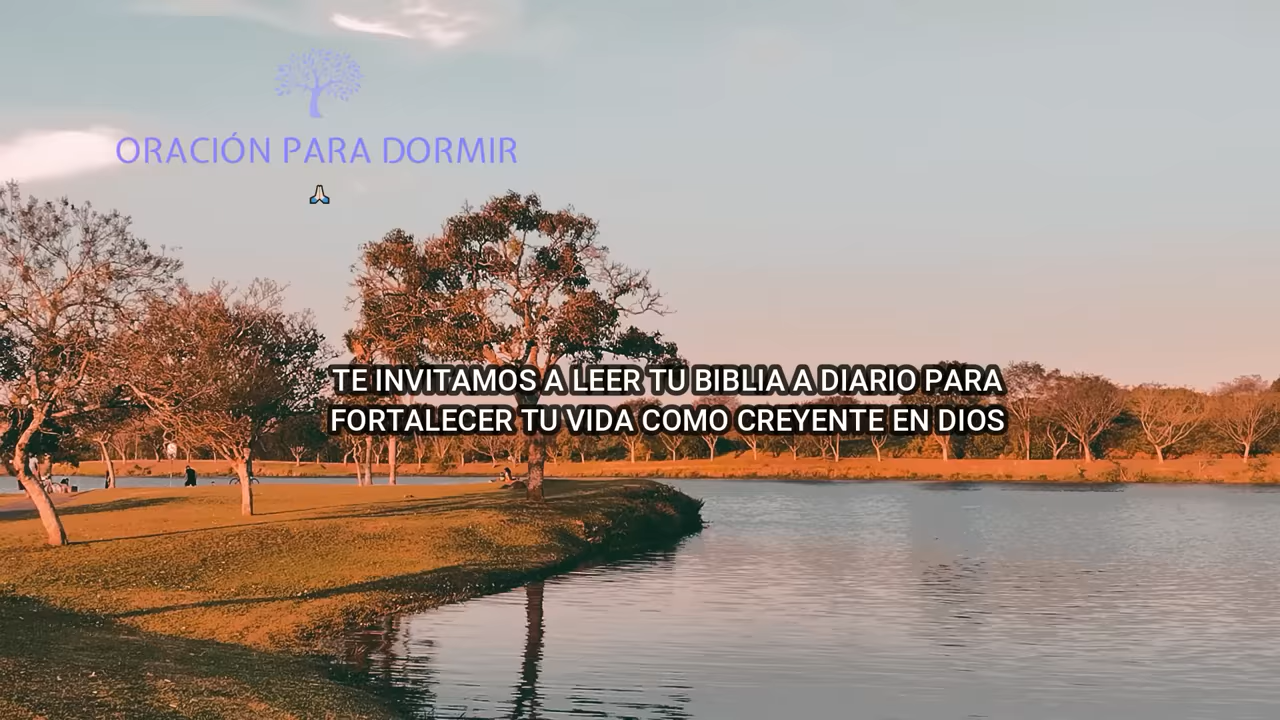 ORACIÓN PARA DORMIR
TE INVITAMOS A LEER TU BIBLIA A DIARIO PARA
FORTALECER TU VIDA COMO CREYENTE EN DIOS